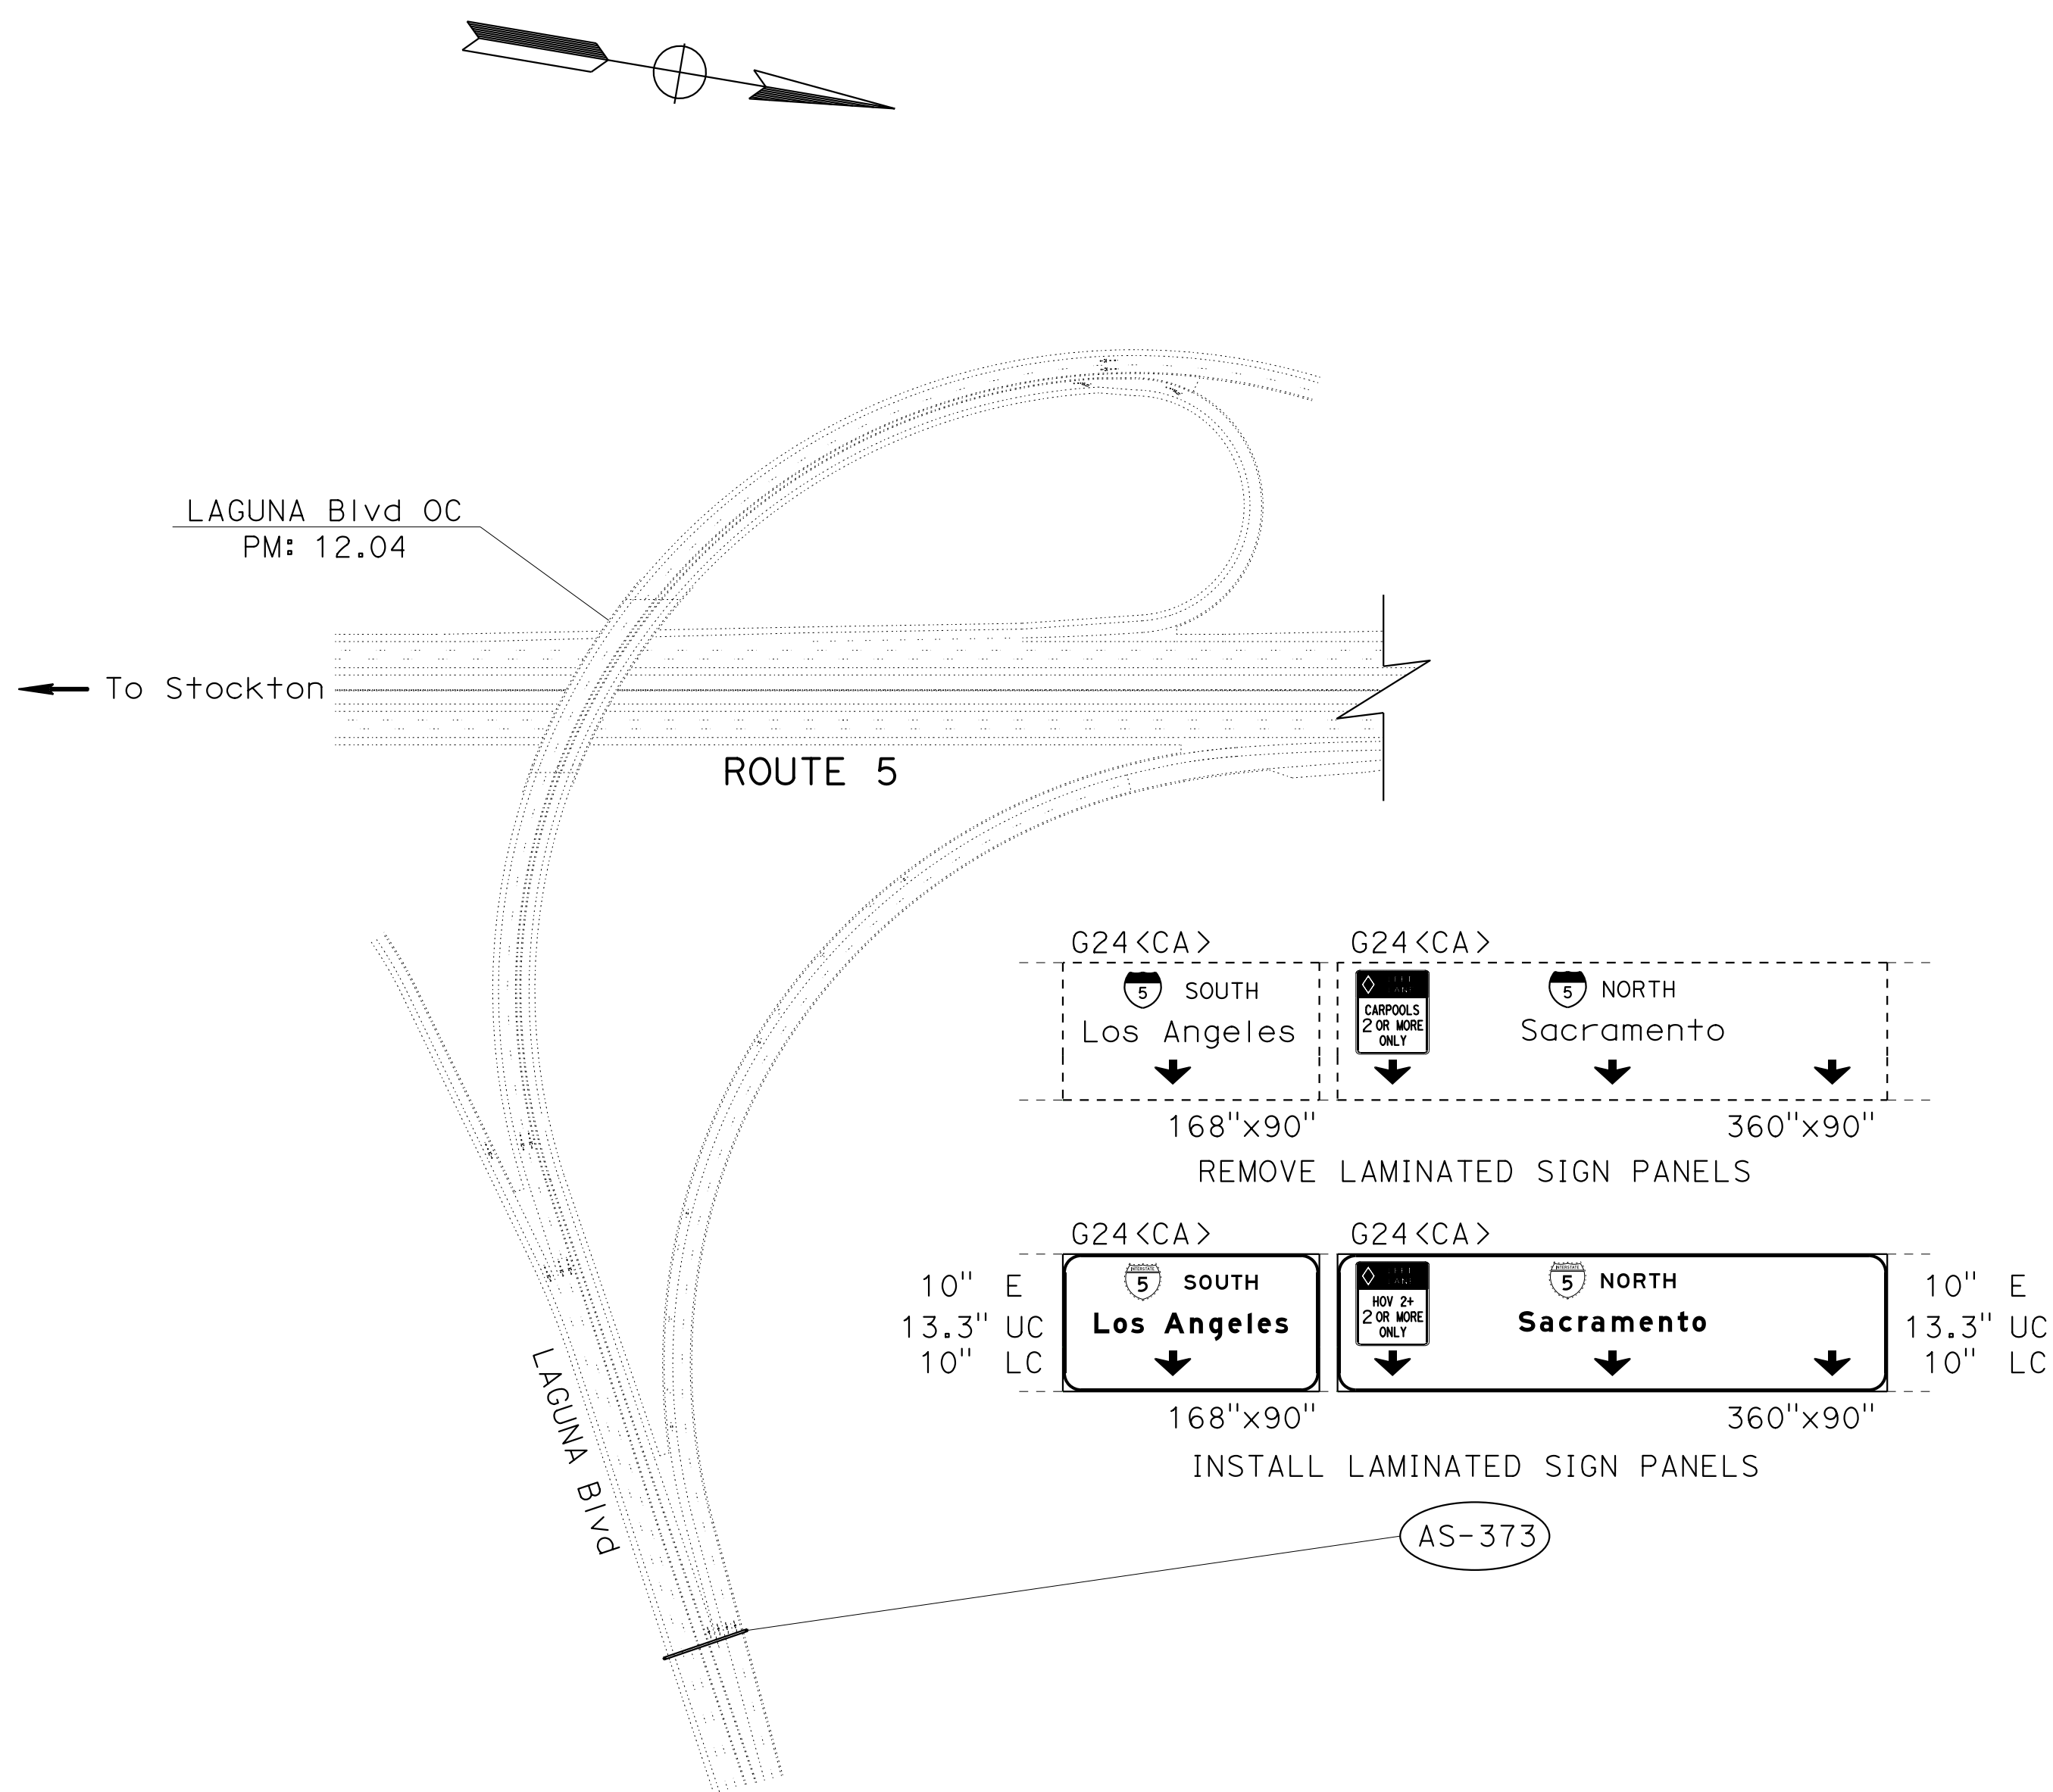 LAGUNA Blvd OC
PM: 12.04
To Stockton
ROUTE 5
G24<CA>
G24<CA>
5 SOUTH
Los Angeles
168"x90"
CARPOOLS
2 OR MORE
ONLY
5 NORTH
Sacramento
360"x90"
REMOVE LAMINATED SIGN PANELS
G24<CA>
G24<CA>
10" E
13.3" UC
10" LC
INTERSTATE
5 SOUTH
Los Angeles
168"x90"
HOV 2+
2 OR MORE
ONLY
INTERSTATE
5 NORTH
Sacramento
360"x90"
10" E
13.3" UC
10" LC
INSTALL LAMINATED SIGN PANELS
LAGUNA Blvd
AS-373